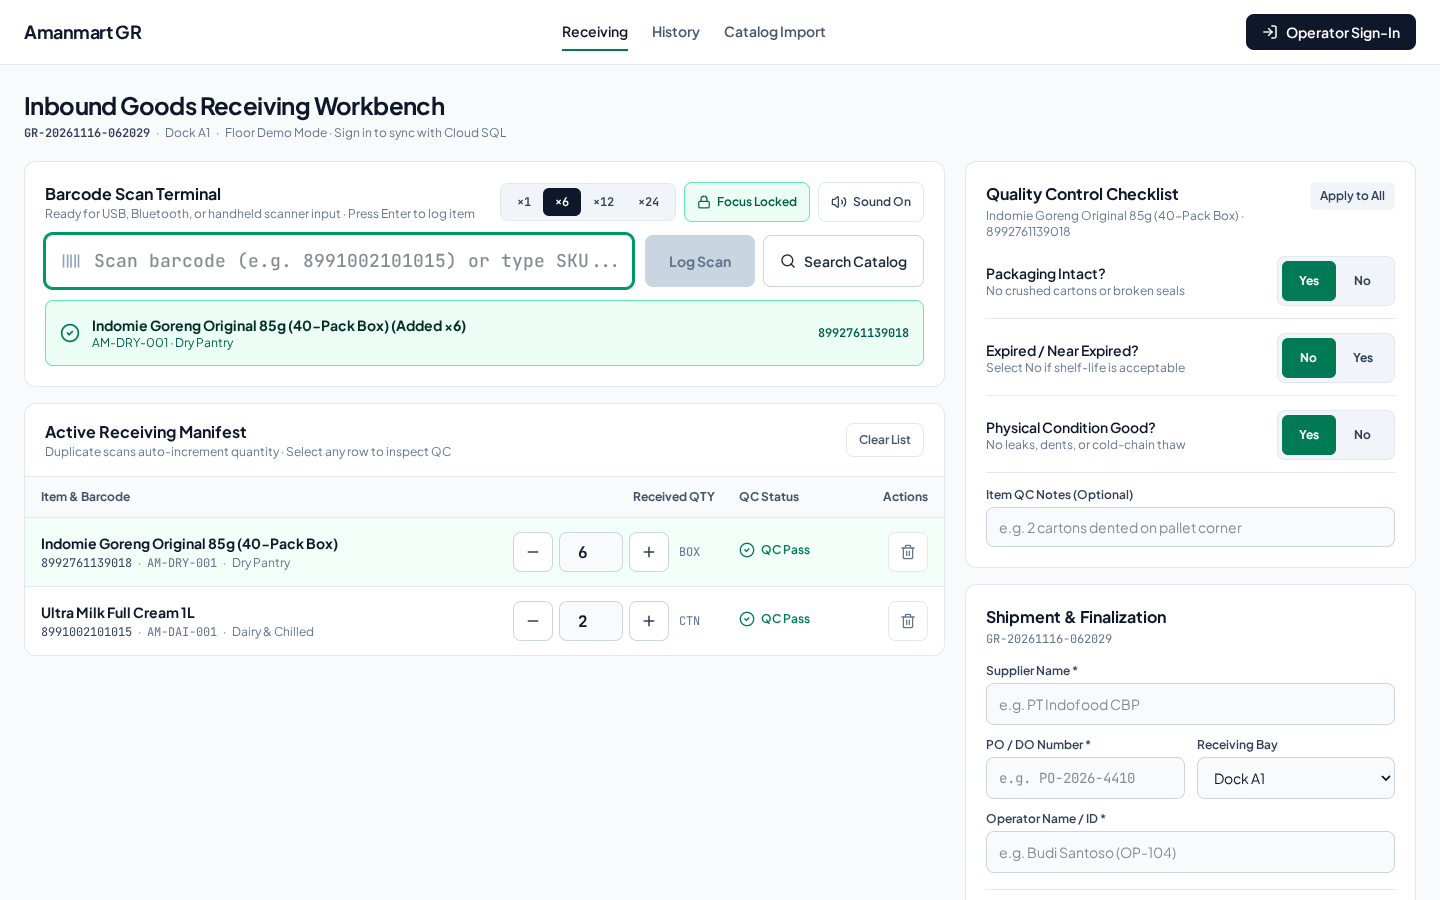 Amanmart GR
Receiving
History
Catalog Import
Operator Sign-In
Inbound Goods Receiving Workbench
GR-20261116-062029 · Dock A1 · Floor Demo Mode · Sign in to sync with Cloud SQL
Barcode Scan Terminal
Ready for USB, Bluetooth, or handheld scanner input · Press Enter to log item
×1
×6
×12
×24
Focus Locked
Sound On
Scan barcode (e.g. 8991002101015) or type SKU...
Log Scan
Search Catalog
Indomie Goreng Original 85g (40-Pack Box) (Added ×6)
AM-DRY-001 · Dry Pantry
8992761139018
Active Receiving Manifest
Duplicate scans auto-increment quantity · Select any row to inspect QC
Clear List
Item & Barcode
Received QTY
QC Status
Actions
Indomie Goreng Original 85g (40-Pack Box)
8992761139018 · AM-DRY-001 · Dry Pantry
6
BOX
QC Pass
Ultra Milk Full Cream 1L
8991002101015 · AM-DAI-001 · Dairy & Chilled
2
CTN
QC Pass
Quality Control Checklist
Indomie Goreng Original 85g (40-Pack Box) ·
8992761139018
Apply to All
Packaging Intact?
No crushed cartons or broken seals
Yes
No
Expired / Near Expired?
Select No if shelf-life is acceptable
No
Yes
Physical Condition Good?
No leaks, dents, or cold-chain thaw
Yes
No
Item QC Notes (Optional)
e.g. 2 cartons dented on pallet corner
Shipment & Finalization
GR-20261116-062029
Supplier Name *
e.g. PT Indofood CBP
PO / DO Number *
e.g. PO-2026-4410
Receiving Bay
Dock A1
Operator Name / ID *
e.g. Budi Santoso (OP-104)